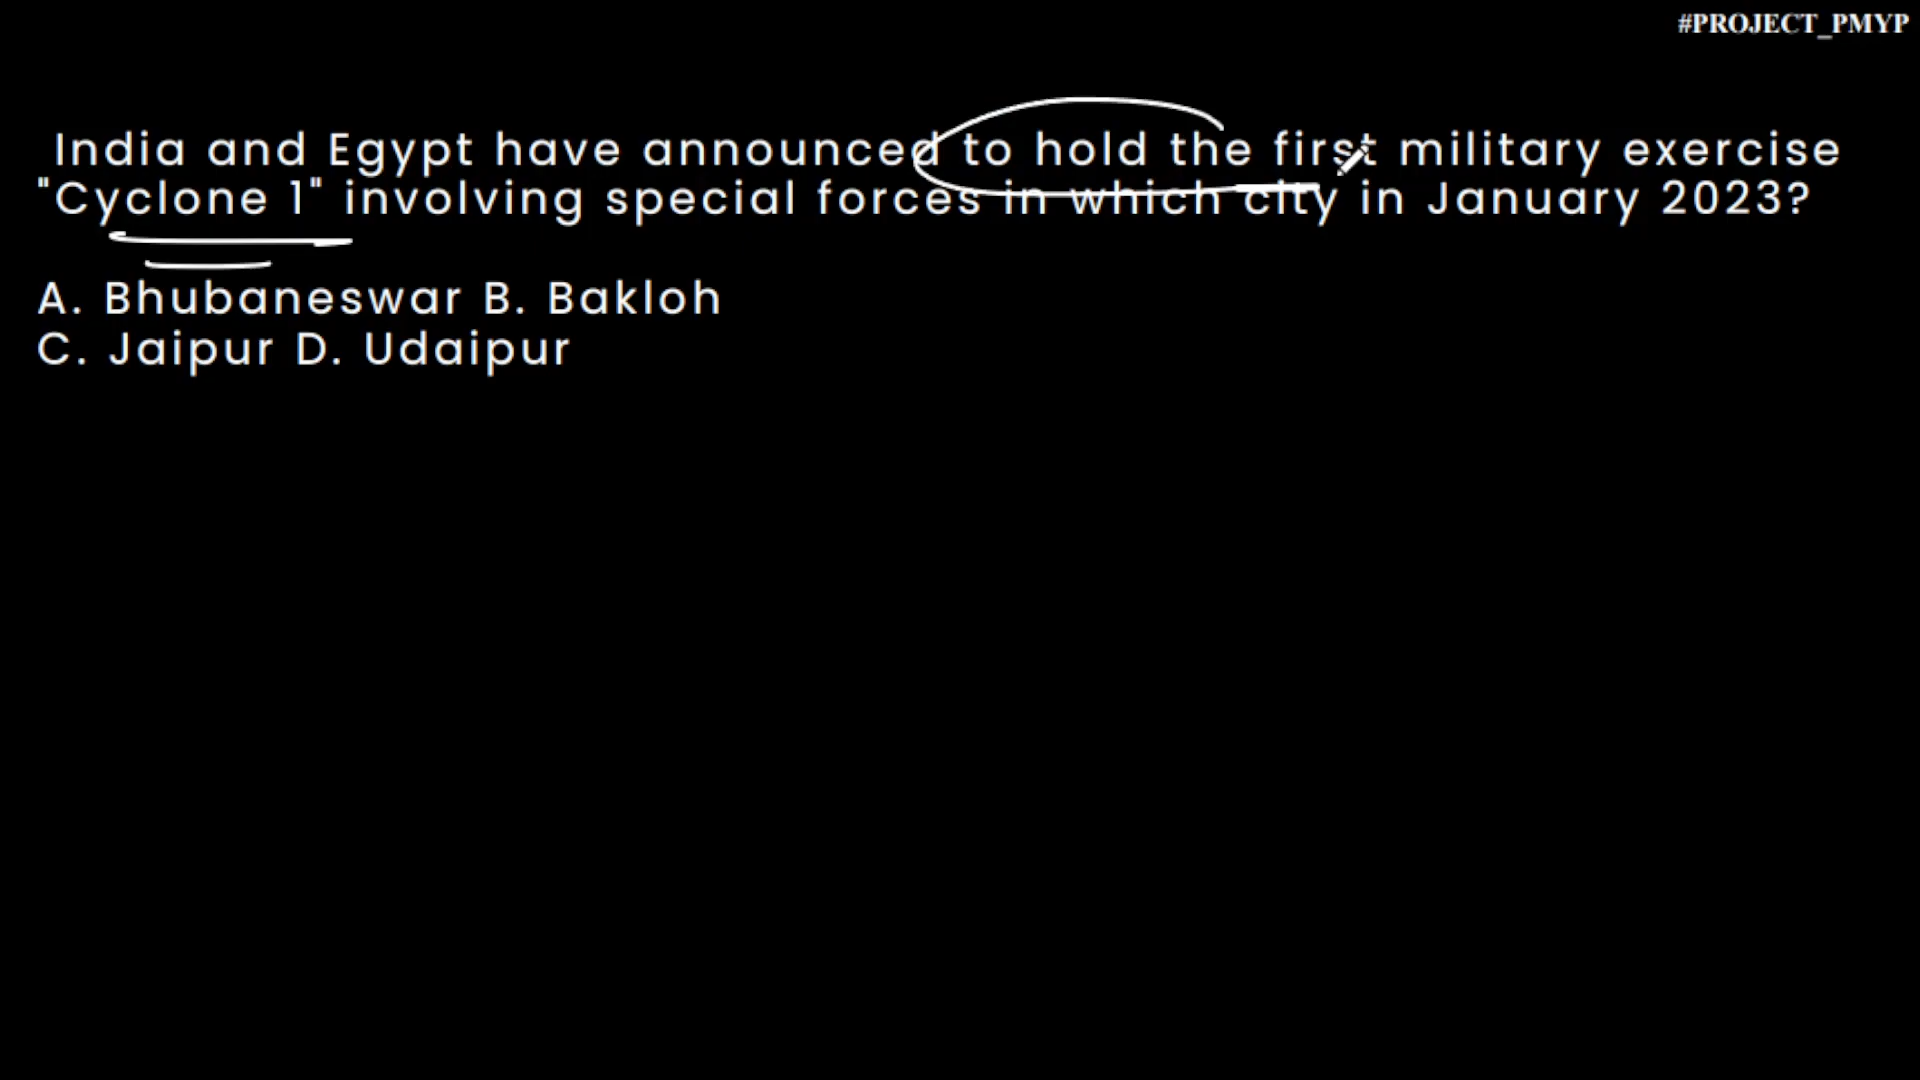 #PROJECT_PMYP
India and Egypt have announced to hold the first military exercise
"Cyclone 1" involving special forces in which city in January 2023?
A. Bhubaneswar B. Bakloh
C. Jaipur D. Udaipur